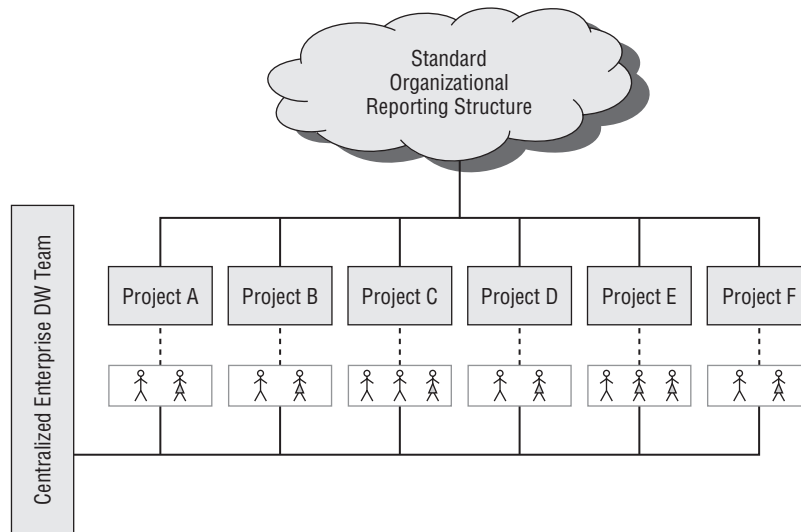 Standard
Organizational
Reporting Structure
Centralized Enterprise DW Team
Project A
Project B
Project C
Project D
Project E
Project F